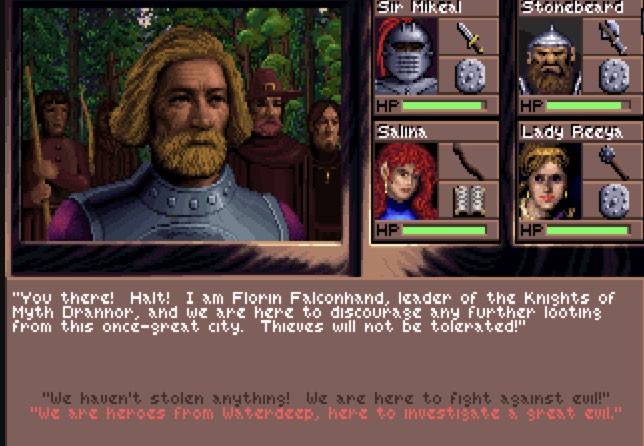 Sir Mikeal
Stonebeard
HP
HP
Salina
Lady Reeya
HP
HP
"You there!  Halt!  I am Florin Falconhand, leader of the Knights of
Myth Drannor, and we are here to discourage any further looting
from this once-great city.  Thieves will not be tolerated!"
"We haven't stolen anything!  We are here to fight against evil!"
"We are heroes from Waterdeep, here to investigate a great evil."